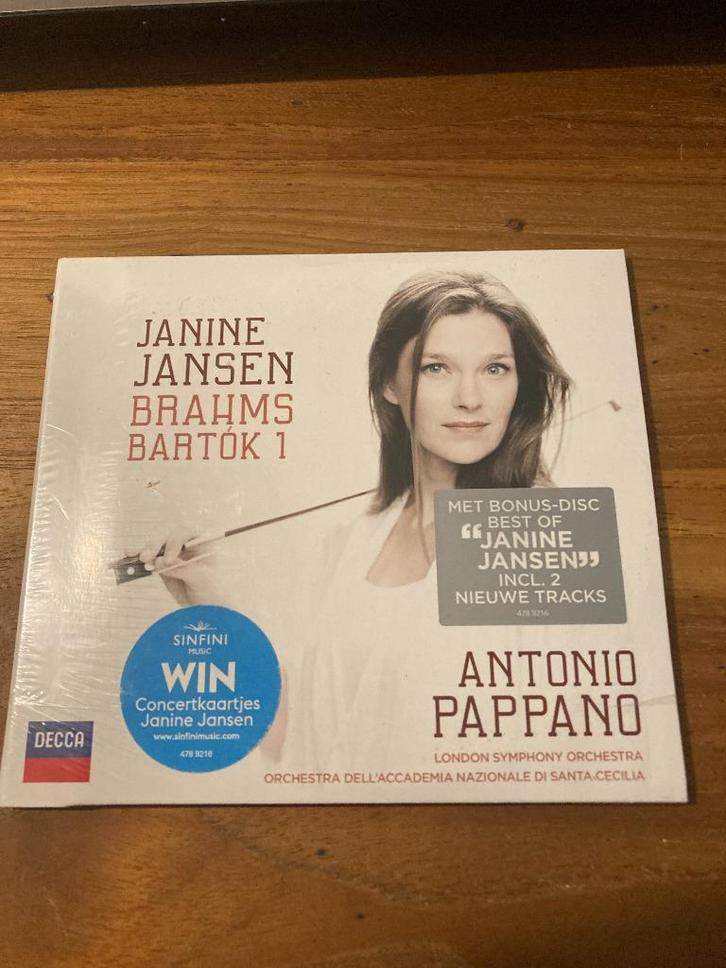 JANINE
JANSEN
BRAHMS
BARTÓK 1
MET BONUS-DISC
BEST OF
“JANINE
JANSEN”
INCL. 2
NIEUWE TRACKS
478 9216
SINFINI
MUSIC
WIN
Concertkaartjes
Janine Jansen
www.sinfinimusic.com
478 9216
ANTONIO
PAPPANO
DECCA
LONDON SYMPHONY ORCHESTRA
ORCHESTRA DELL'ACCADEMIA NAZIONALE DI SANTA CECILIA